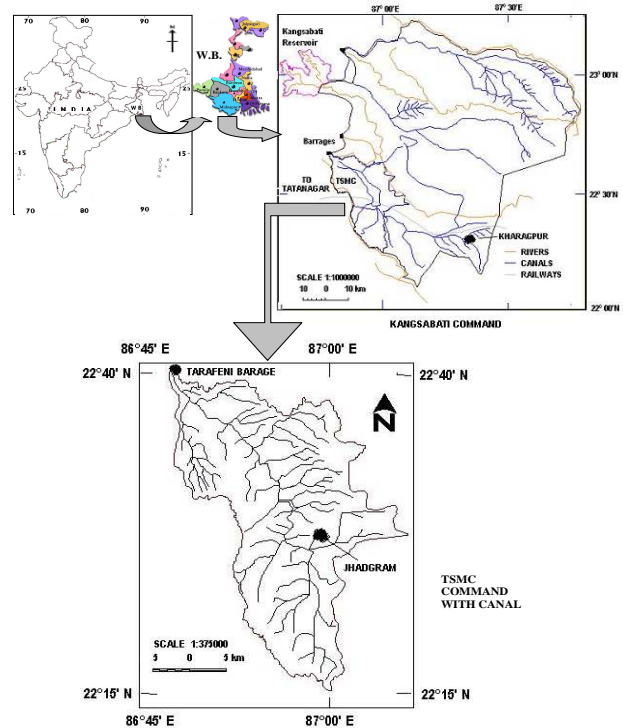 70 80 90
N
25 25
I N D I A
W B
15 15
70 80 90
W.B.
87°00'E 87°30'
Kangsabati
Reservoir
23°00'N
Barrages
TO
TATANAGAR
TSMC
22°30'N
KHARAGPUR
RIVERS
CANALS
RAILWAYS
SCALE 1:1000000
10 0 10 km
22°00'N
KANGSABATI COMMAND
86°45' E 87°00' E
22°40' N 22°40' N
TARAFENI BARAGE
N
JHADGRAM
TSMC
COMMAND
WITH CANAL
SCALE 1:375000
5 0 5 km
22°15' N 22°15' N
86°45 E 87°00' E